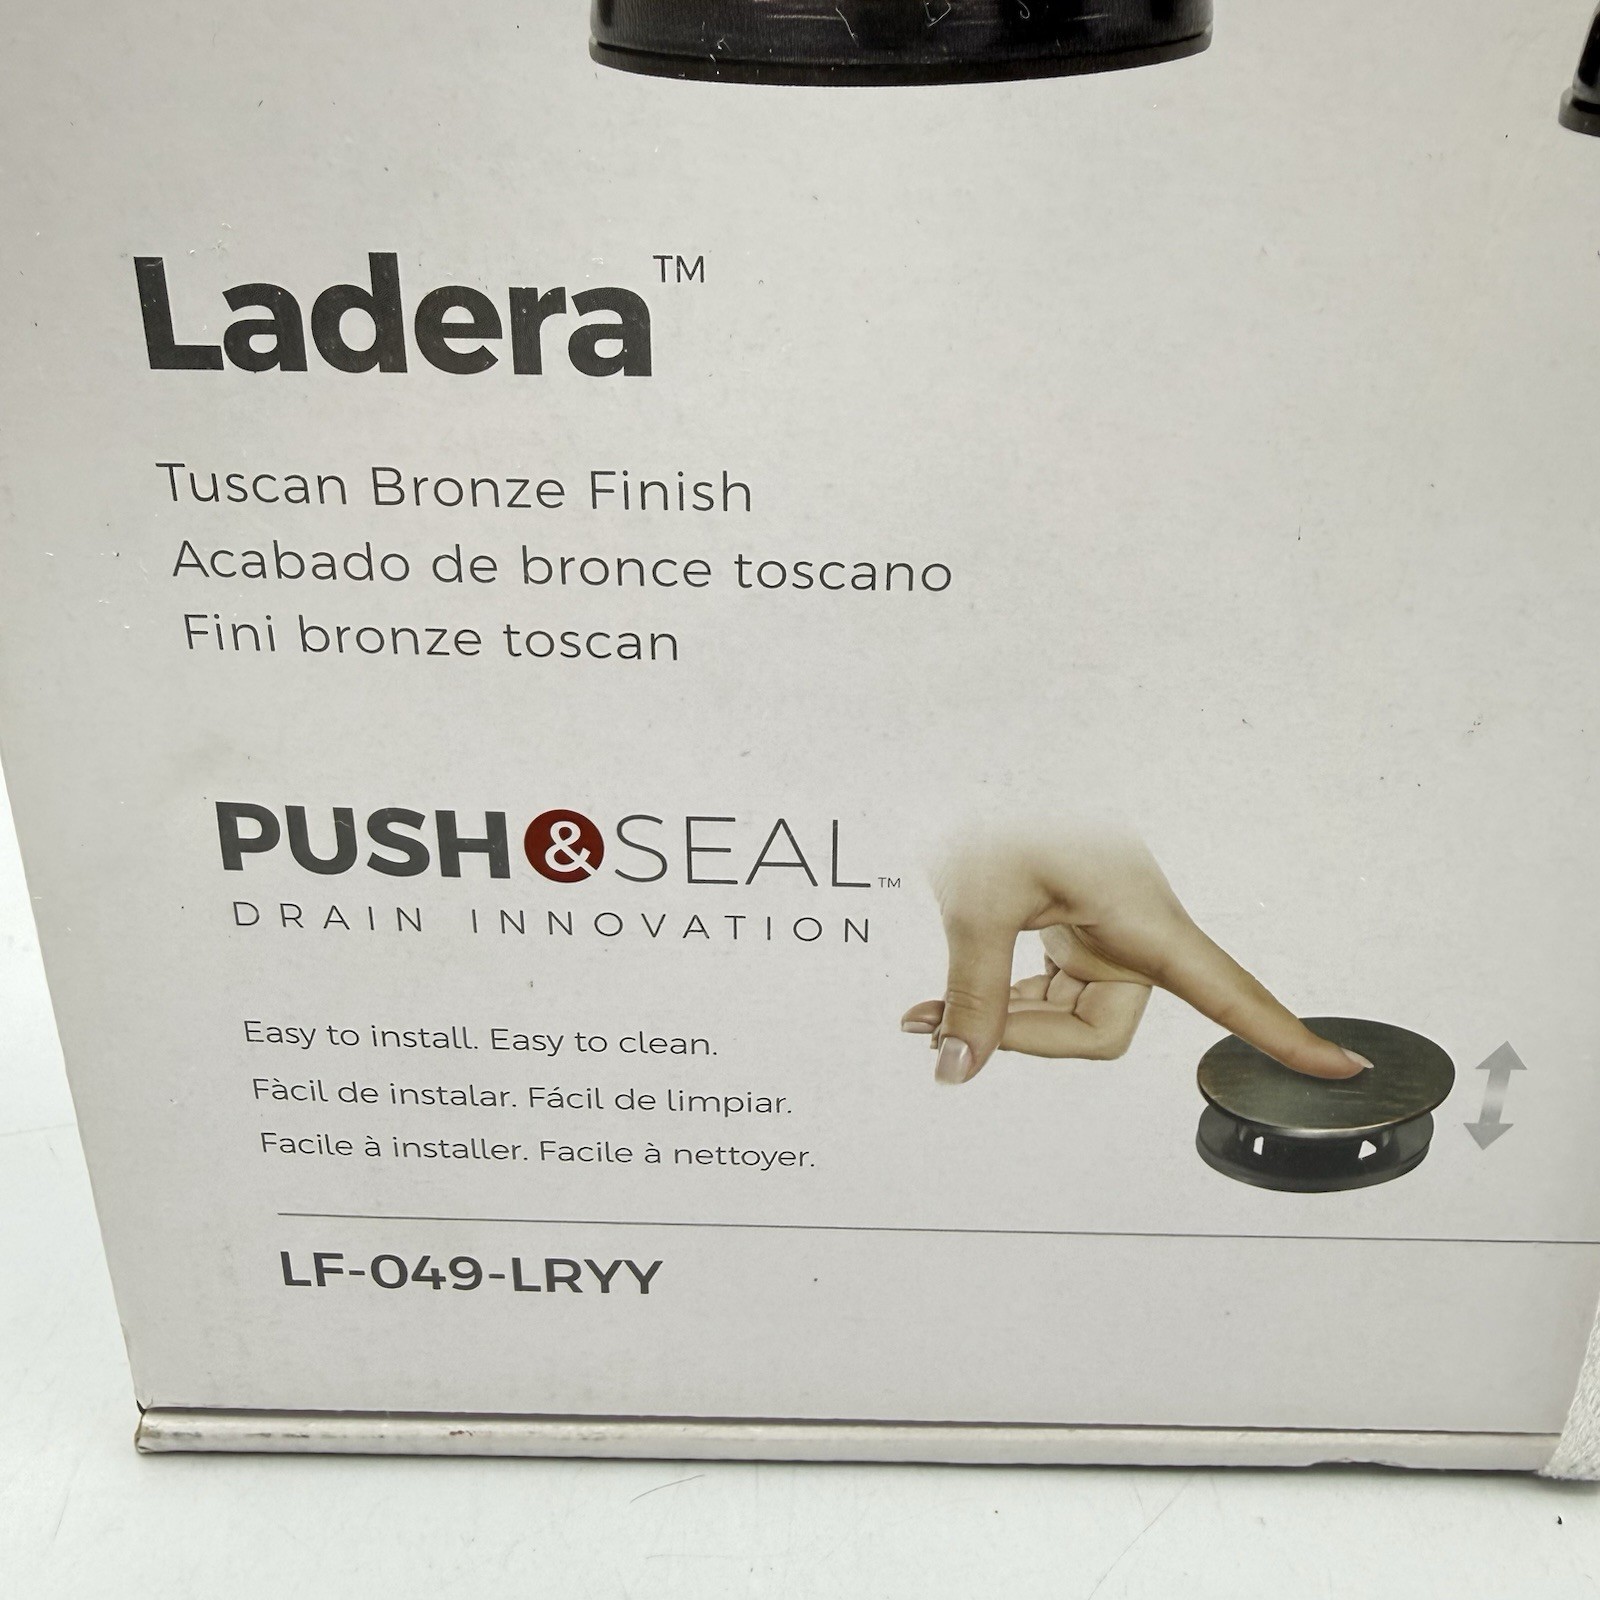 Ladera™
Tuscan Bronze Finish
Acabado de bronce toscano
Fini bronze toscan
PUSH&SEAL™
DRAIN INNOVATION
Easy to install. Easy to clean.
Fàcil de instalar. Fácil de limpiar.
Facile à installer. Facile à nettoyer.
LF-049-LRYY